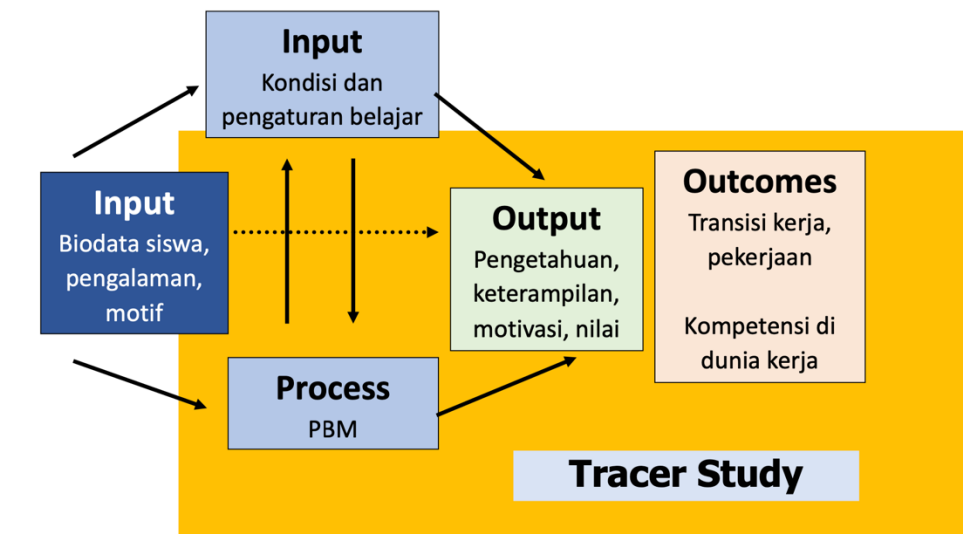 Input
Kondisi dan
pengaturan belajar
Input
Biodata siswa,
pengalaman,
motif
Process
PBM
Output
Pengetahuan,
keterampilan,
motivasi, nilai
Outcomes
Transisi kerja,
pekerjaan
Kompetensi di
dunia kerja
Tracer Study